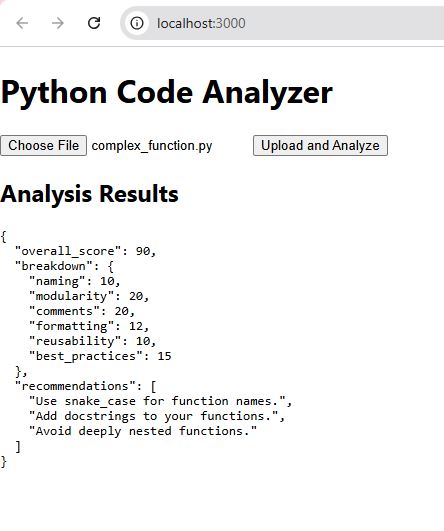 localhost:3000
Python Code Analyzer
Choose File complex_function.py Upload and Analyze
Analysis Results
{
  "overall_score": 90,
  "breakdown": {
    "naming": 10,
    "modularity": 20,
    "comments": 20,
    "formatting": 12,
    "reusability": 10,
    "best_practices": 15
  },
  "recommendations": [
    "Use snake_case for function names.",
    "Add docstrings to your functions.",
    "Avoid deeply nested functions."
  ]
}